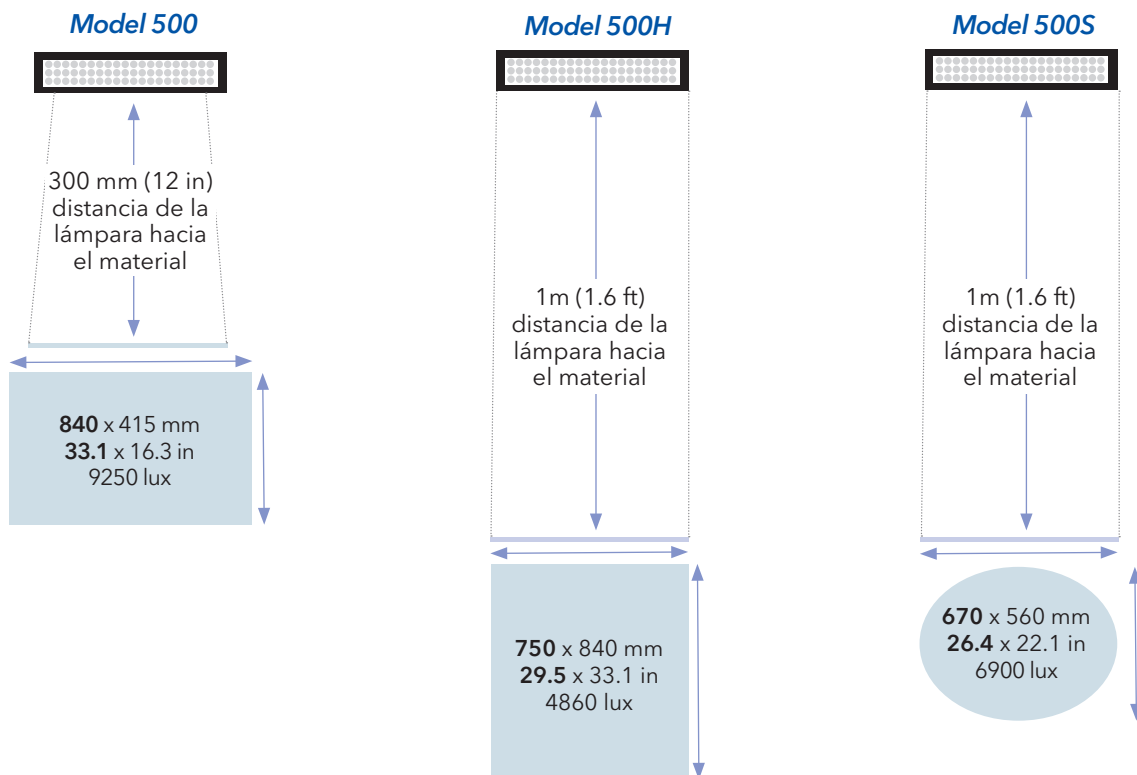 Model 500
300 mm (12 in)
distancia de la
lámpara hacia
el material
840 x 415 mm
33.1 x 16.3 in
9250 lux
Model 500H
1m (1.6 ft)
distancia de la
lámpara hacia
el material
750 x 840 mm
29.5 x 33.1 in
4860 lux
Model 500S
1m (1.6 ft)
distancia de la
lámpara hacia
el material
670 x 560 mm
26.4 x 22.1 in
6900 lux